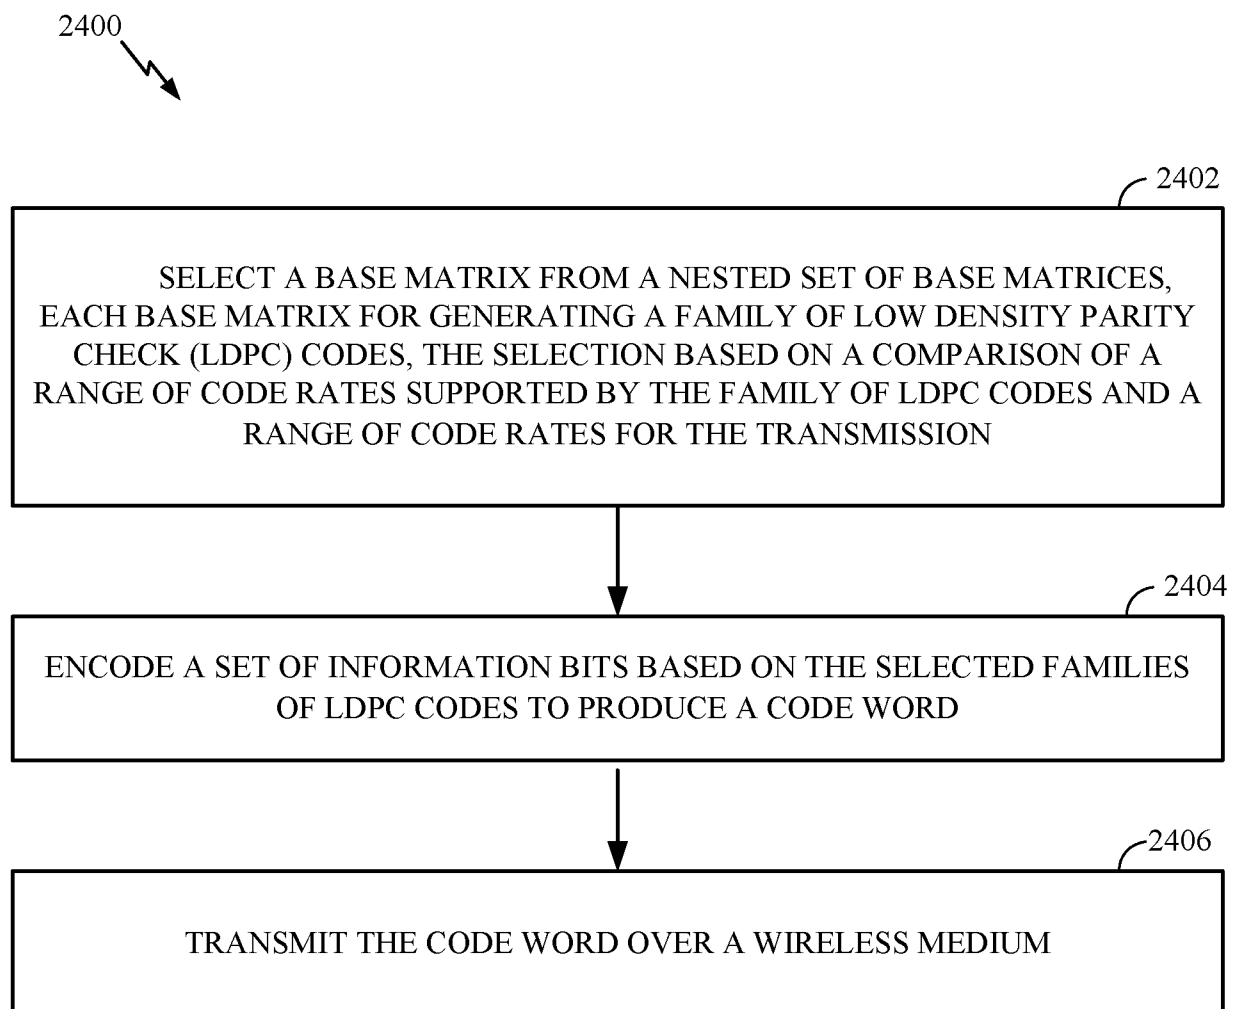 2400
2402
SELECT A BASE MATRIX FROM A NESTED SET OF BASE MATRICES,
EACH BASE MATRIX FOR GENERATING A FAMILY OF LOW DENSITY PARITY
CHECK (LDPC) CODES, THE SELECTION BASED ON A COMPARISON OF A
RANGE OF CODE RATES SUPPORTED BY THE FAMILY OF LDPC CODES AND A
RANGE OF CODE RATES FOR THE TRANSMISSION
2404
ENCODE A SET OF INFORMATION BITS BASED ON THE SELECTED FAMILIES
OF LDPC CODES TO PRODUCE A CODE WORD
2406
TRANSMIT THE CODE WORD OVER A WIRELESS MEDIUM